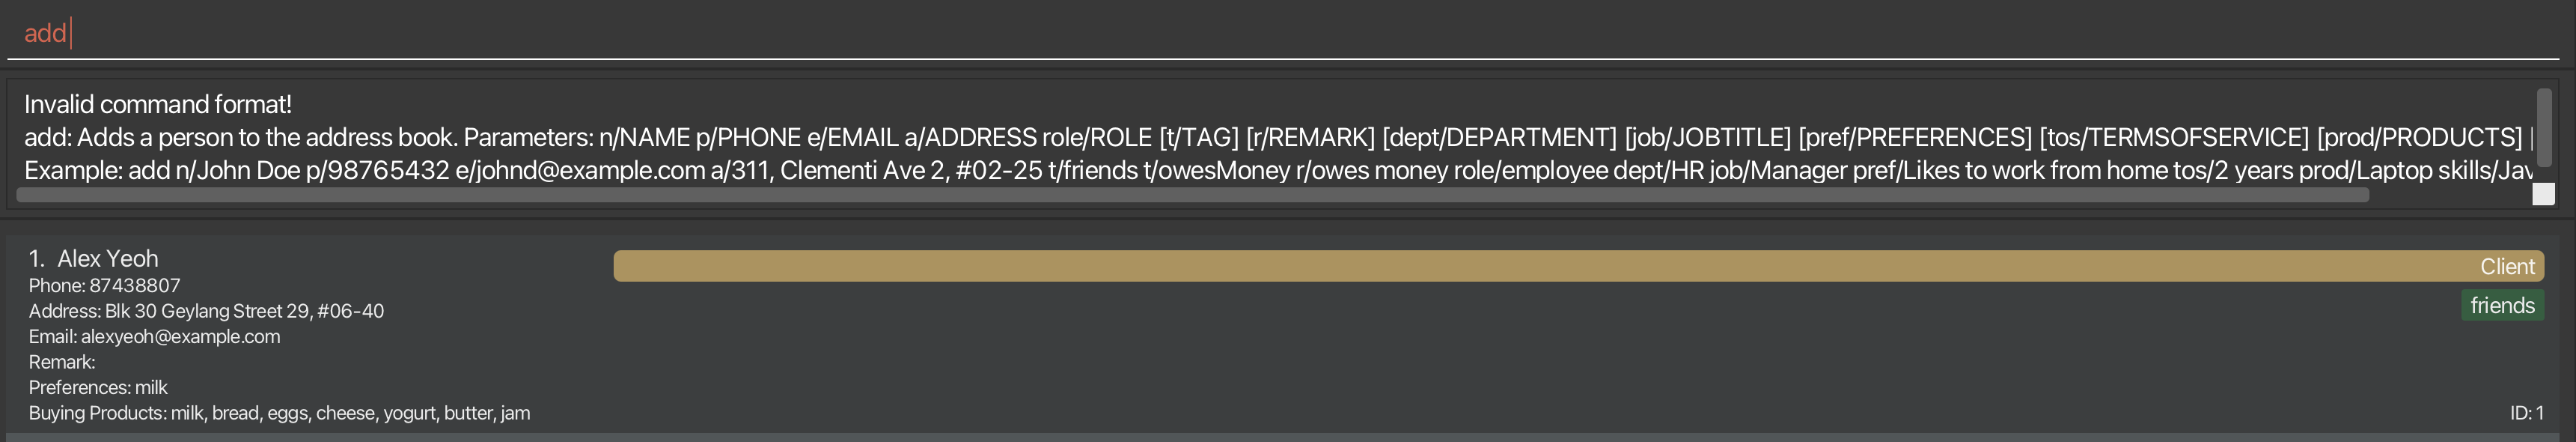 add
Invalid command format!
add: Adds a person to the address book. Parameters: n/NAME p/PHONE e/EMAIL a/ADDRESS role/ROLE [t/TAG] [r/REMARK] [dept/DEPARTMENT] [job/JOBTITLE] [pref/PREFERENCES] [tos/TERMSOFSERVICE] [prod/PRODUCTS] [
Example: add n/John Doe p/98765432 e/johnd@example.com a/311, Clementi Ave 2, #02-25 t/friends t/owesMoney r/owes money role/employee dept/HR job/Manager pref/Likes to work from home tos/2 years prod/Laptop skills/Jav
1. Alex Yeoh
Client
Phone: 87438807
friends
Address: Blk 30 Geylang Street 29, #06-40
Email: alexyeoh@example.com
Remark:
Preferences: milk
Buying Products: milk, bread, eggs, cheese, yogurt, butter, jam
ID: 1